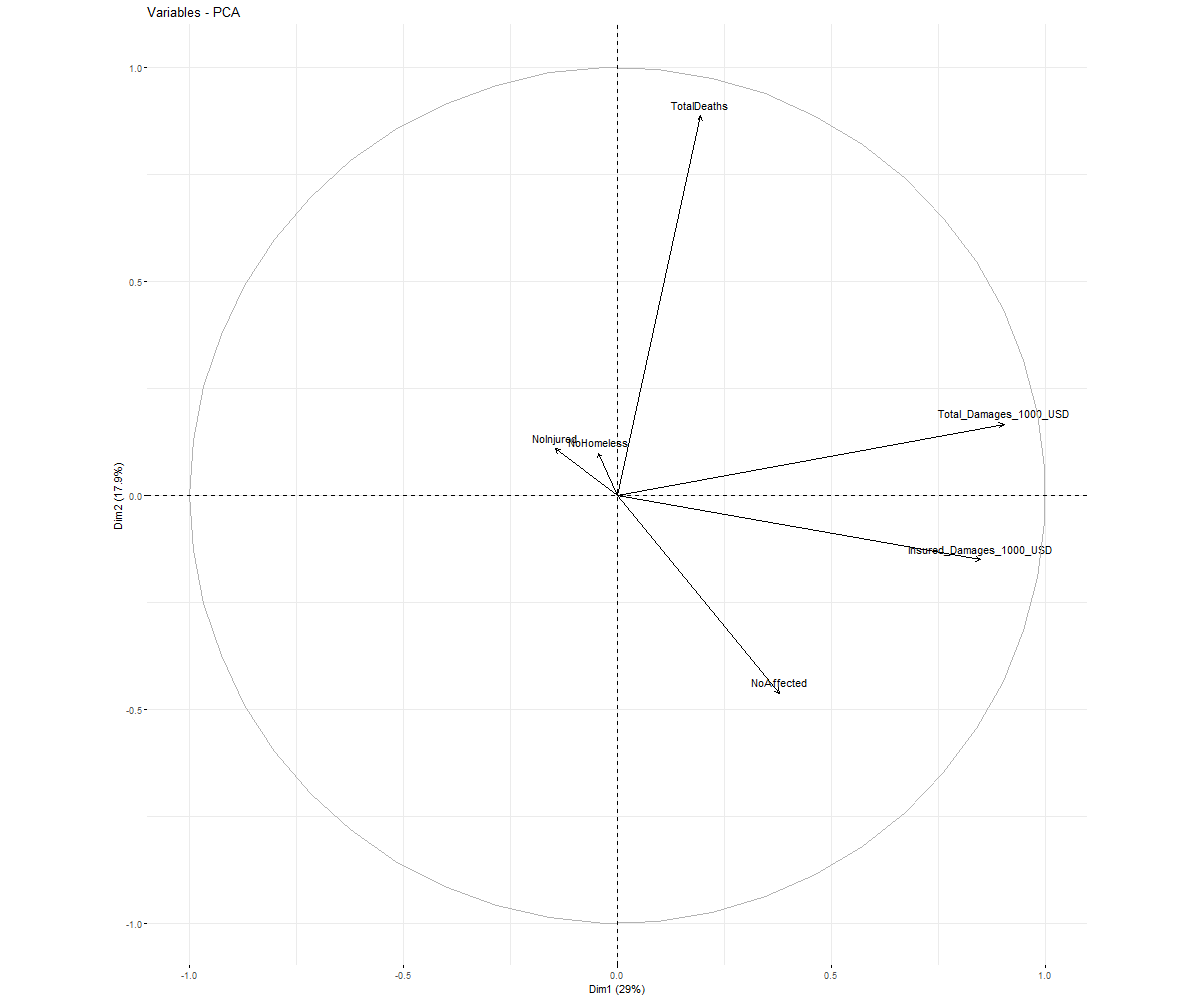 Variables - PCA
1.0
TotalDeaths
0.5
Total_Damages_1000_USD
NoInjured
NoHomeless
Dim2 (17.9%)
0.0
Insured_Damages_1000_USD
NoAffected
-0.5
-1.0
-1.0
-0.5
0.0
0.5
1.0
Dim1 (29%)